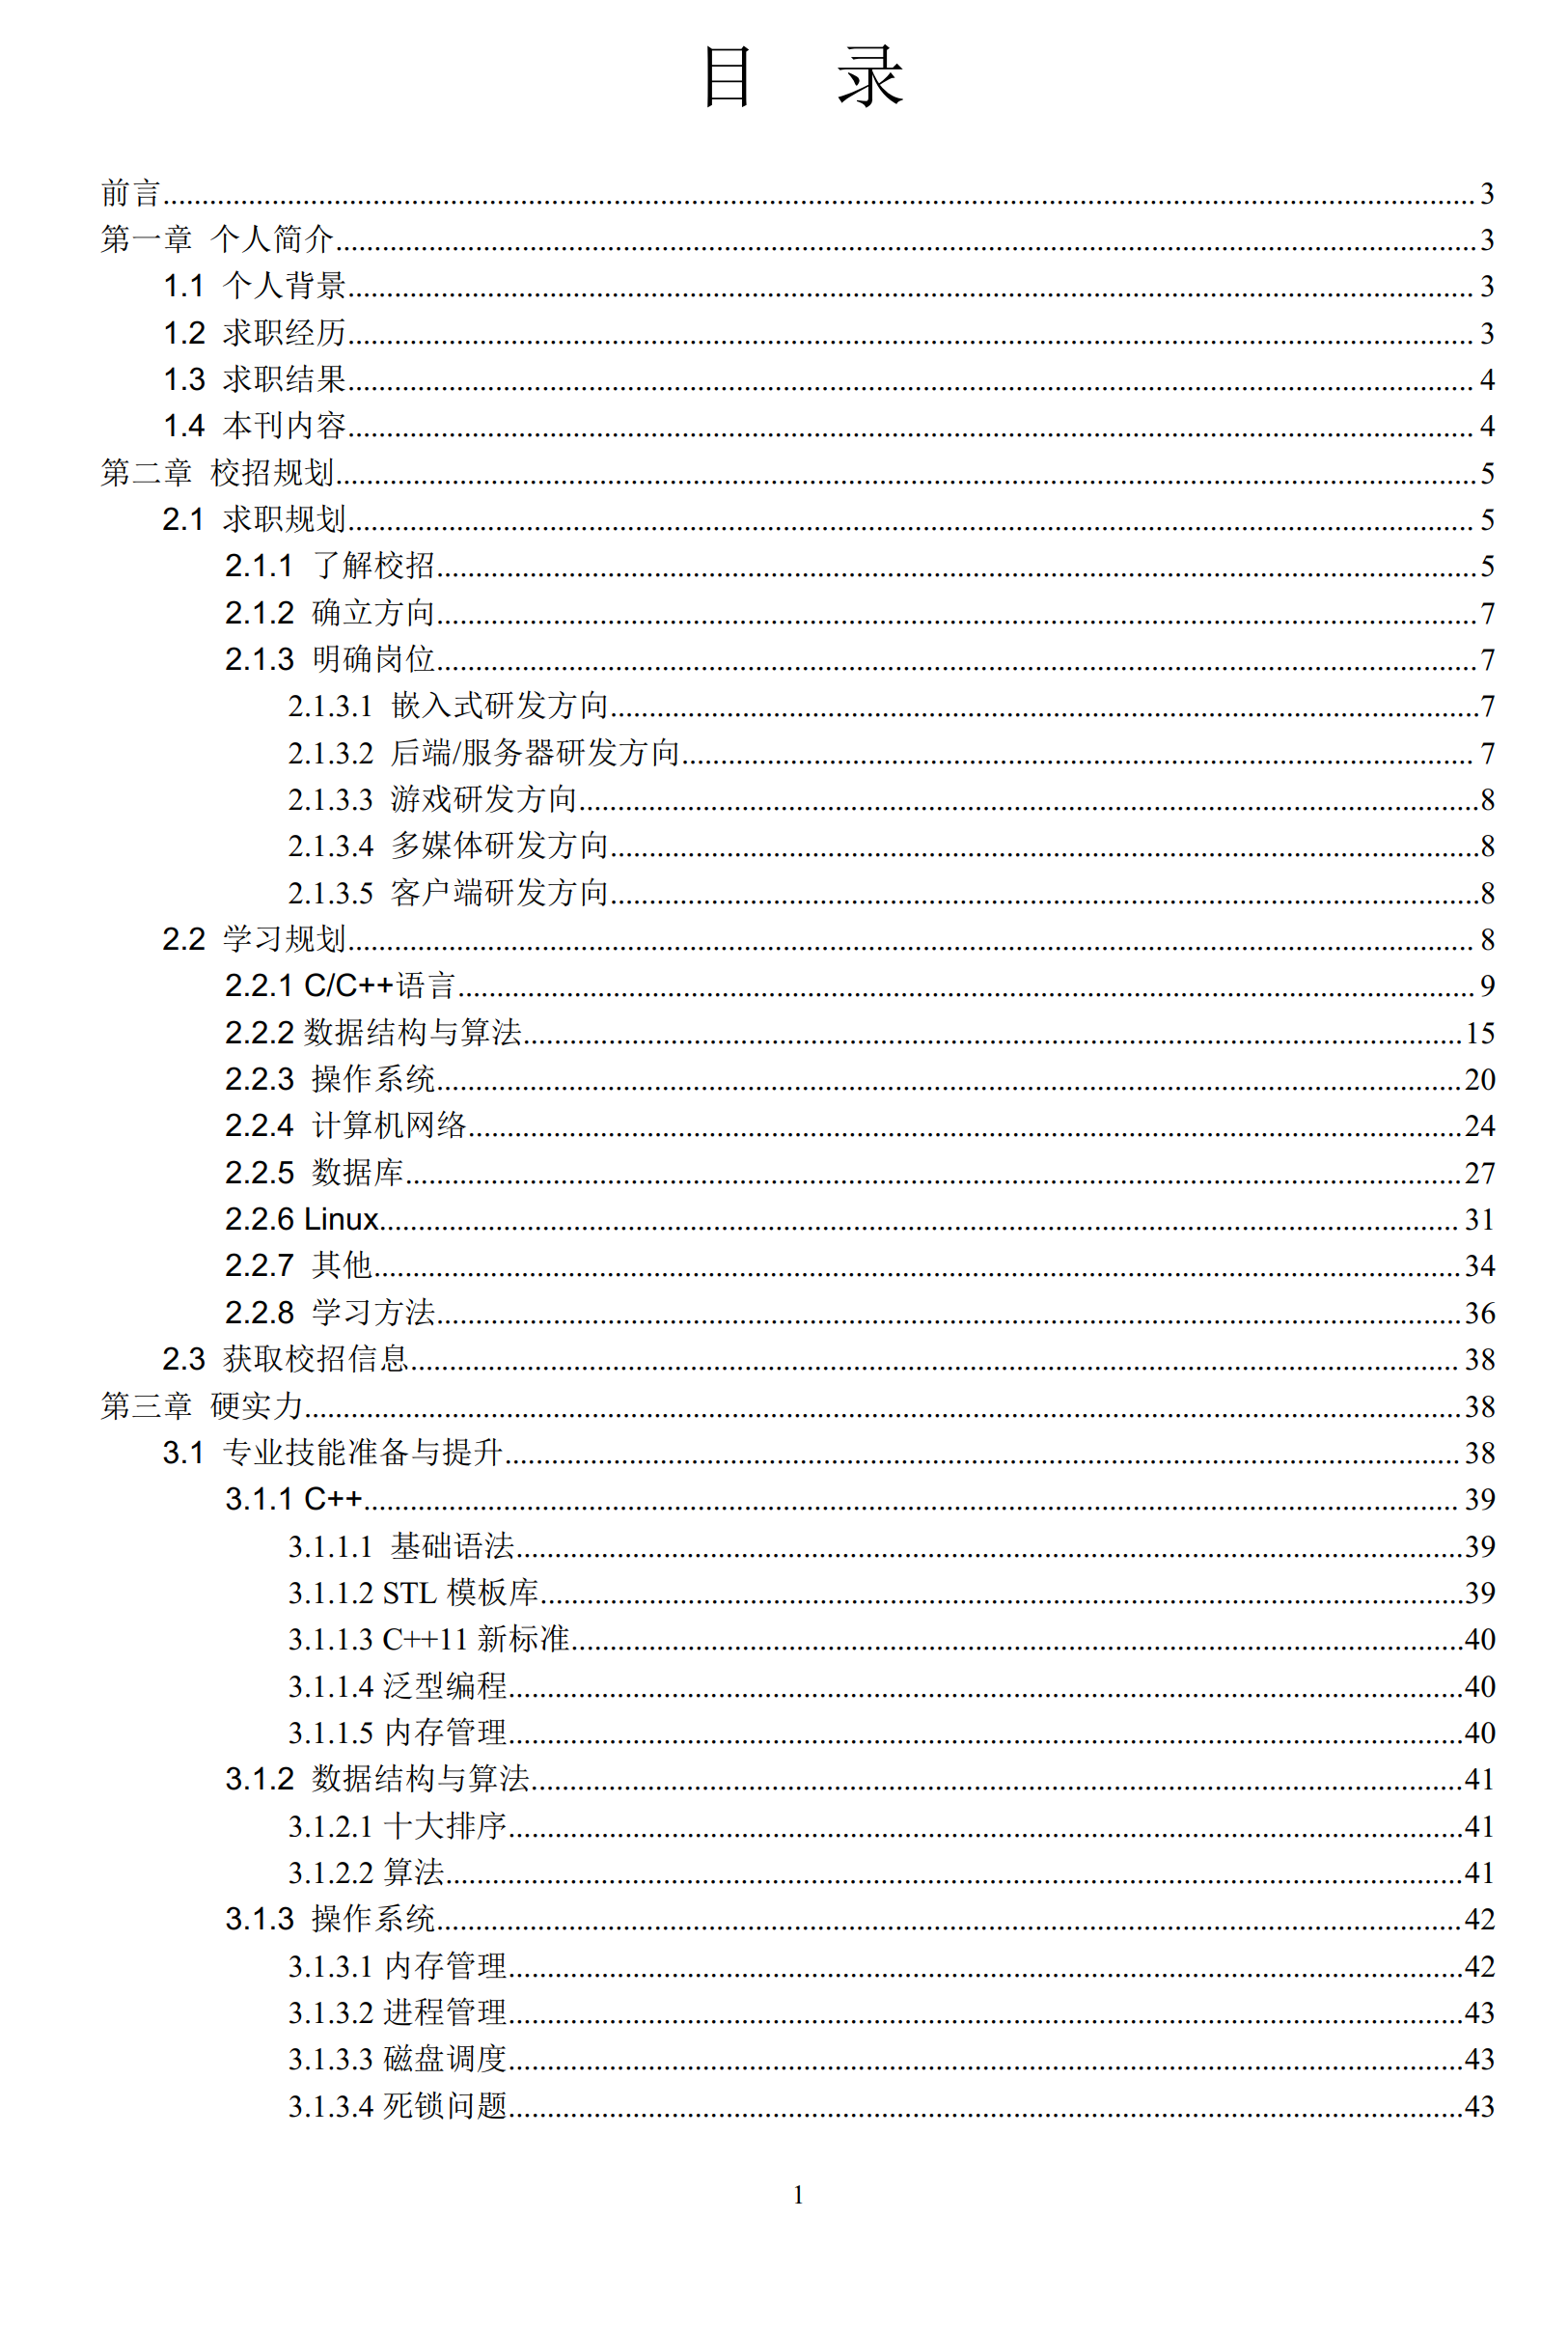 目 录
前言 3
第一章 个人简介 3
1.1 个人背景 3
1.2 求职经历 3
1.3 求职结果 4
1.4 本刊内容 4
第二章 校招规划 5
2.1 求职规划 5
2.1.1 了解校招 5
2.1.2 确立方向 7
2.1.3 明确岗位 7
2.1.3.1 嵌入式研发方向 7
2.1.3.2 后端/服务器研发方向 7
2.1.3.3 游戏研发方向 8
2.1.3.4 多媒体研发方向 8
2.1.3.5 客户端研发方向 8
2.2 学习规划 8
2.2.1 C/C++语言 9
2.2.2 数据结构与算法 15
2.2.3 操作系统 20
2.2.4 计算机网络 24
2.2.5 数据库 27
2.2.6 Linux 31
2.2.7 其他 34
2.2.8 学习方法 36
2.3 获取校招信息 38
第三章 硬实力 38
3.1 专业技能准备与提升 38
3.1.1 C++ 39
3.1.1.1 基础语法 39
3.1.1.2 STL 模板库 39
3.1.1.3 C++11 新标准 40
3.1.1.4 泛型编程 40
3.1.1.5 内存管理 40
3.1.2 数据结构与算法 41
3.1.2.1 十大排序 41
3.1.2.2 算法 41
3.1.3 操作系统 42
3.1.3.1 内存管理 42
3.1.3.2 进程管理 43
3.1.3.3 磁盘调度 43
3.1.3.4 死锁问题 43
1